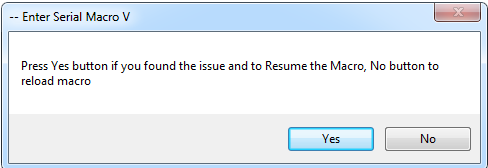 -- Enter Serial Macro V
Press Yes button if you found the issue and to Resume the Macro, No button to
reload macro
Yes
No